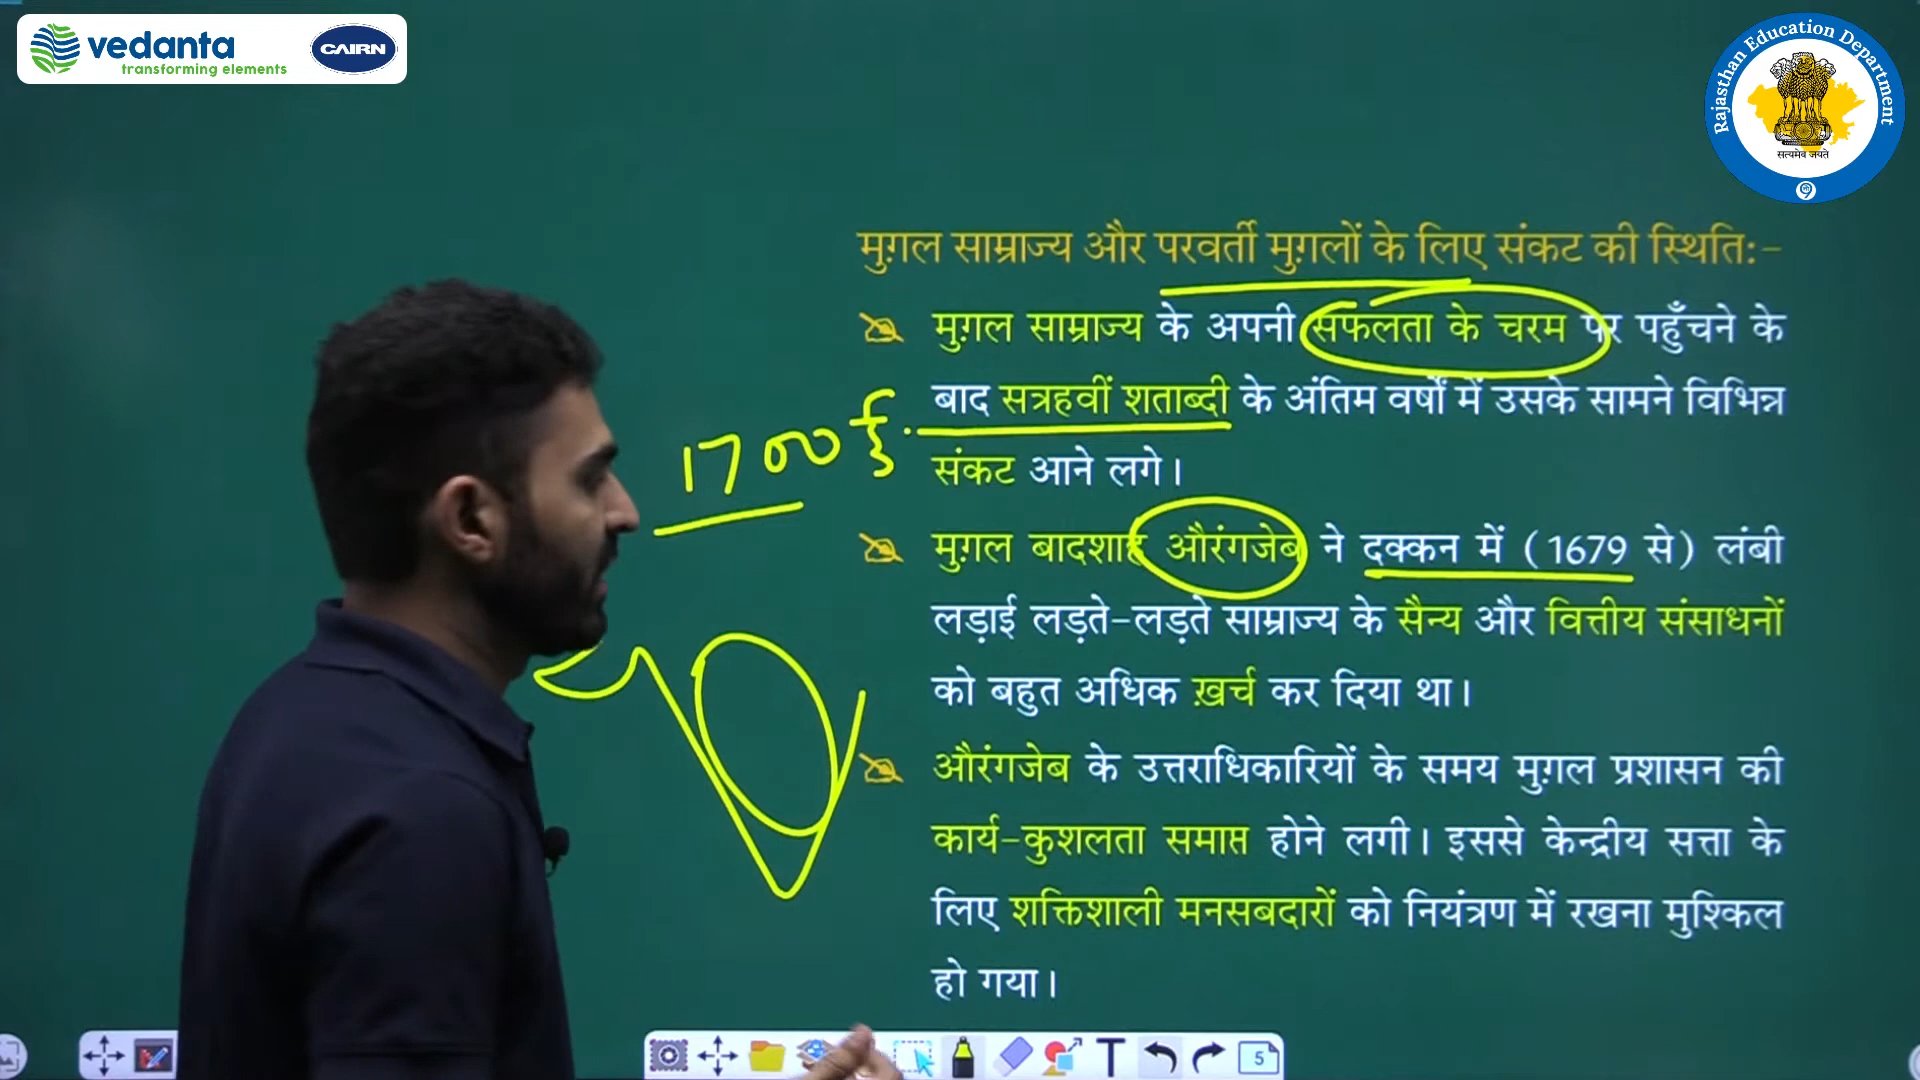 vedanta
transforming elements
CAIRN
Rajasthan Education Department
सत्यमेव जयते
मुग़ल साम्राज्य और परवर्ती मुग़लों के लिए संकट की स्थिति:-
मुग़ल साम्राज्य के अपनी सफलता के चरम पर पहुँचने के
बाद सत्रहवीं शताब्दी के अंतिम वर्षों में उसके सामने विभिन्न
संकट आने लगे।
1700
मुग़ल बादशाह औरंगजेब ने दक्कन में (1679 से) लंबी
लड़ाई लड़ते-लड़ते साम्राज्य के सैन्य और वित्तीय संसाधनों
को बहुत अधिक ख़र्च कर दिया था।
औरंगजेब के उत्तराधिकारियों के समय मुग़ल प्रशासन की
कार्य-कुशलता समाप्त होने लगी। इससे केन्द्रीय सत्ता के
लिए शक्तिशाली मनसबदारों को नियंत्रण में रखना मुश्किल
हो गया।
T
5